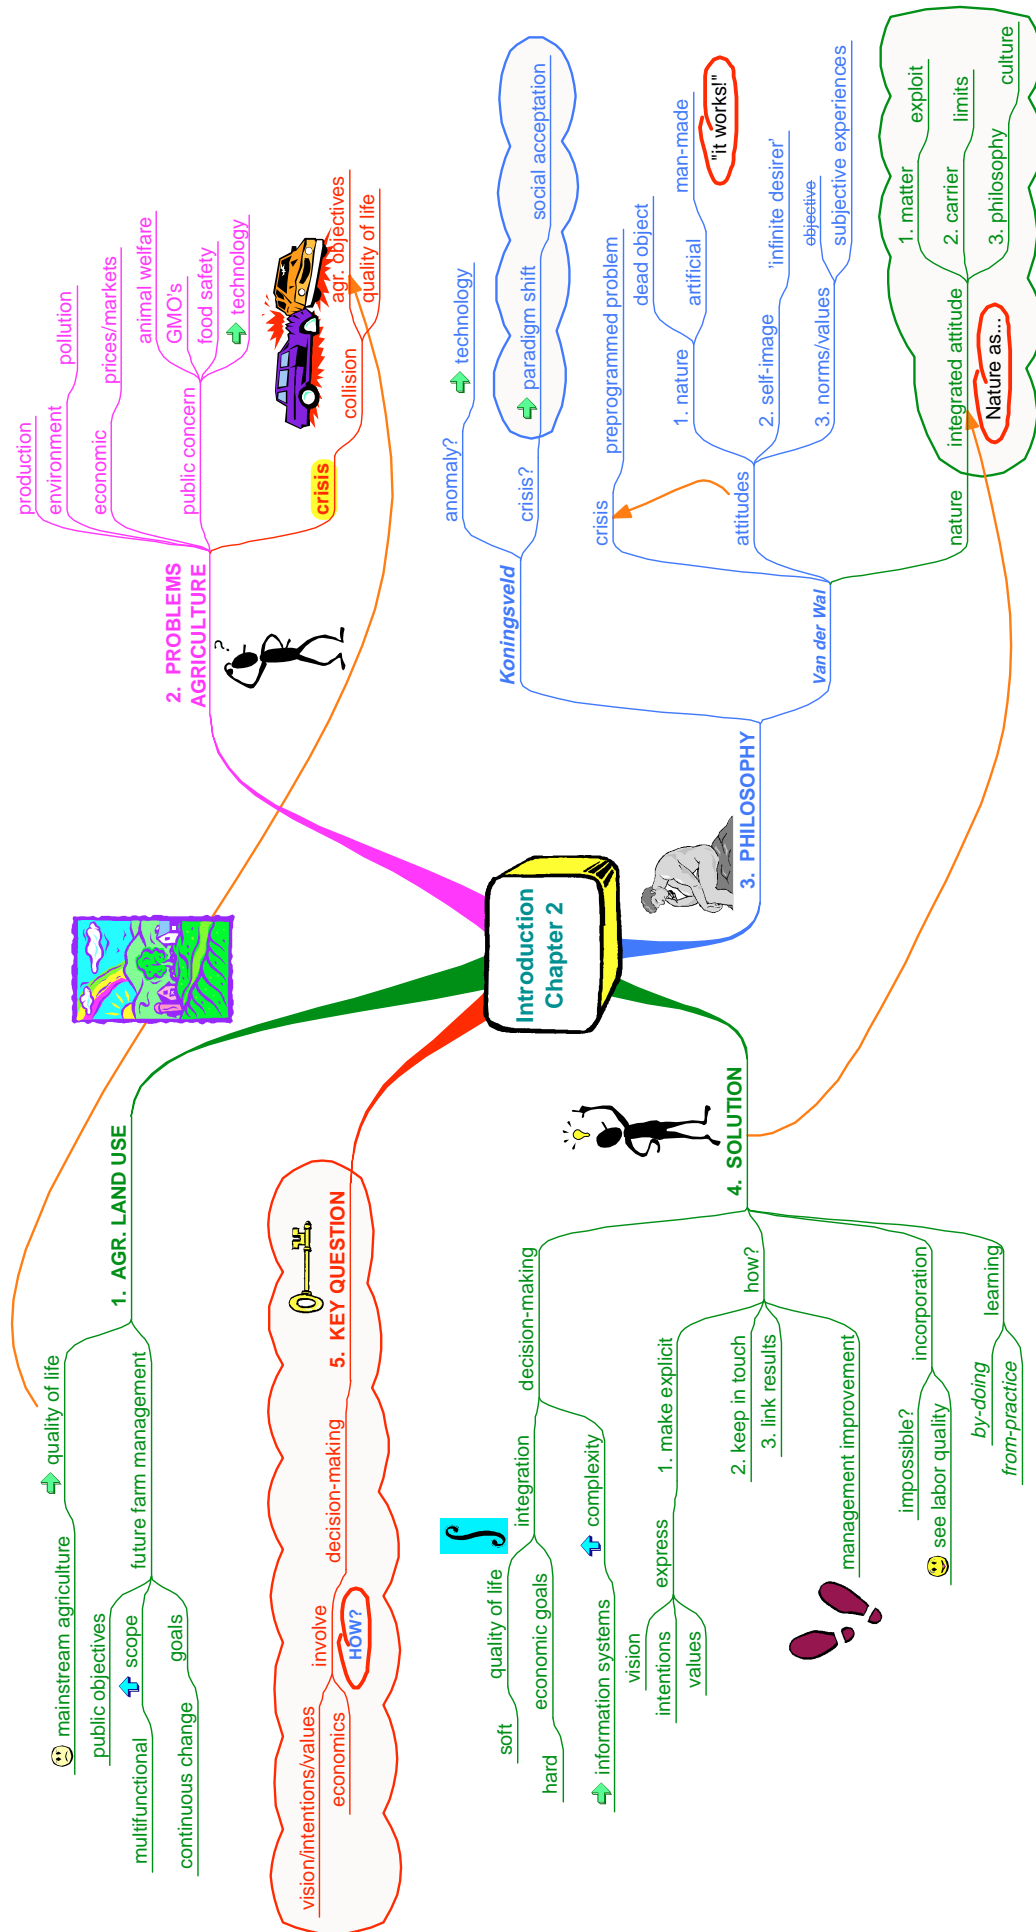 Introduction
Chapter 2
1. AGR. LAND USE
quality of life
mainstream agriculture
future farm management
public objectives
scope
multifunctional
goals
continuous change
2. PROBLEMS
AGRICULTURE
production
environment
pollution
economic
prices/markets
public concern
animal welfare
GMO's
food safety
technology
crisis
collision
agr. objectives
quality of life
3. PHILOSOPHY
Koningsveld
anomaly?
technology
crisis?
paradigm shift
social acceptation
Van der Wal
crisis
preprogrammed problem
attitudes
1. nature
dead object
artificial
man-made
"it works!"
2. self-image
'infinite desirer'
3. norms/values
objective
subjective experiences
nature
integrated attitude
Nature as...
1. matter
exploit
2. carrier
limits
3. philosophy
culture
4. SOLUTION
decision-making
integration
quality of life
soft
economic goals
hard
complexity
information systems
how?
1. make explicit
express
vision
intentions
values
2. keep in touch
3. link results
management improvement
incorporation
impossible?
see labor quality
learning
by-doing
from-practice
5. KEY QUESTION
decision-making
involve
HOW?
vision/intentions/values
economics